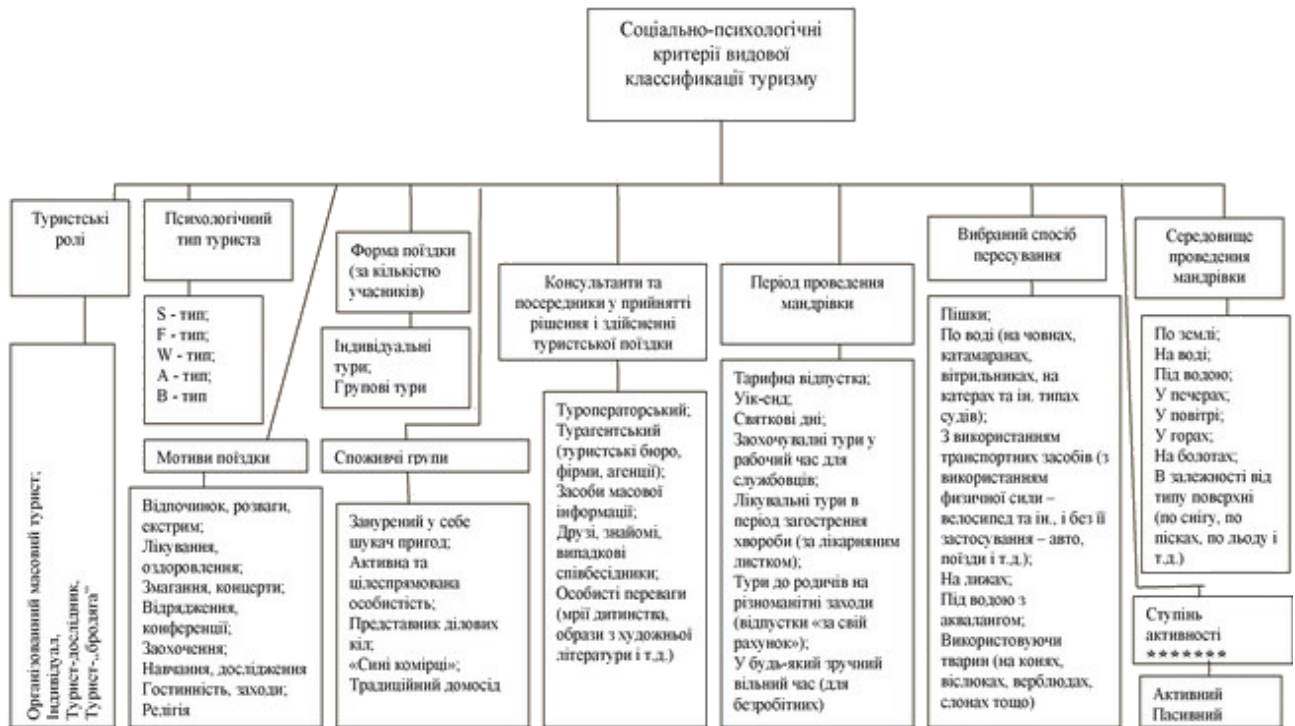 Соціально-психологічні
критерії видової
классификації туризму
Туристські
ролі
Організованний масовий турист;
Індивідуал,
Турист-дослідник,
Турист-„бродяга“
Психологічний
тип туриста
S - тип;
F - тип;
W - тип;
A - тип;
B - тип
Мотиви поїздки
Відпочинок, розваги,
екстрим;
Лікування,
оздоровлення;
Змагання, концерти;
Відрядження,
конференції;
Заохочення;
Навчання, дослідження
Гостинність, заходи;
Релігія
Форма поїздки
(за кількістю
учасників)
Індивідуальні
тури;
Групові тури
Споживчі групи
Занурений у себе
шукач пригод;
Активна та
цілеспрямована
особистість;
Представник ділових
кіл;
«Сині комірці»;
Традиційний домосід
Консультанти та
посередники у прийнятті
рішення і здійсненні
туристської поїздки
Туроператорський;
Турагентський
(туристські бюро,
фірми, агенції);
Засоби масової
інформації;
Друзі, знайомі,
випадкові
співбесідники;
Особисті переваги
(мрії дитинства,
образи з художньої
літератури і т.д.)
Період проведення
мандрівки
Тарифна відпустка;
Уік-енд;
Святкові дні;
Заохочувалні тури у
рабочий час для
службовців;
Лікувальні тури в
період загострення
хвороби (за лікарняним
листком);
Тури до родичів на
різноманітні заходи
(відпустки «за свій
рахунок»);
У будь-який зручний
вільний час (для
безробітних)
Вибраний спосіб
пересування
Пішки;
По воді (на човнах,
катамаранах,
вітрильниках, на
катерах та ін. типах
судів);
З використанням
транспортних засобів (з
використанням
физичної сили –
велосипед та ін., і без її
застосування – авто,
поїзди і т.д.);
На лижах;
Під водою з
аквалангом;
Використовуючи
тварин (на конях,
віслюках, верблюдах,
слонах тощо)
Середовище
проведення
мандрівки
По землі;
На воді;
Під водою;
У печерах;
У повітрі;
У горах;
На болотах;
В залежності від
типу поверхні
(по снігу, по
пісках, по льоду і
т.д.)
Ступінь
активності
*******
Активний
Пасивний